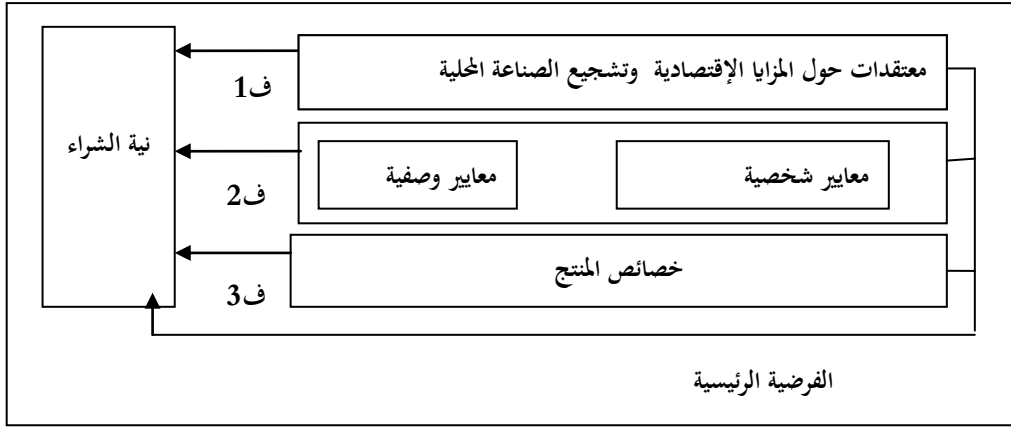 معتقدات حول المزايا الإقتصادية وتشجيع الصناعة المحلية
ف1
نية الشراء
معايير شخصية
معايير وصفية
ف2
خصائص المنتج
ف3
الفرضية الرئيسية